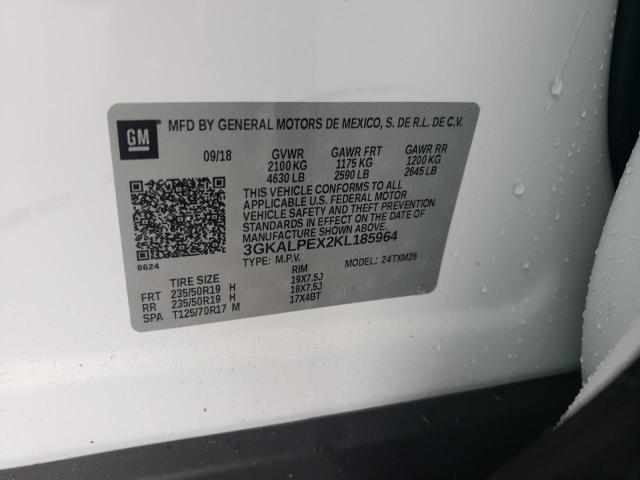 GM
MFD BY GENERAL MOTORS DE MEXICO, S. DE R.L. DE C.V.
09/18 GVWR GAWR FRT GAWR RR
2100 KG 1175 KG 1200 KG
4630 LB 2590 LB 2645 LB
THIS VEHICLE CONFORMS TO ALL
APPLICABLE U.S. FEDERAL MOTOR
VEHICLE SAFETY, BUMPER, AND THEFT
PREVENTION STANDARDS IN EFFECT
ON THE DATE OF MANUFACTURE
SHOWN ABOVE.
3GKALPEX2KL185964
8624
TYPE: M.P.V. MODEL: 24TXM26
TIRE SIZE RIM
FRT 235/50R19 H 19X7.5J
RR 235/50R19 H 19X7.5J
SPA T125/70R17 M 17X4BT